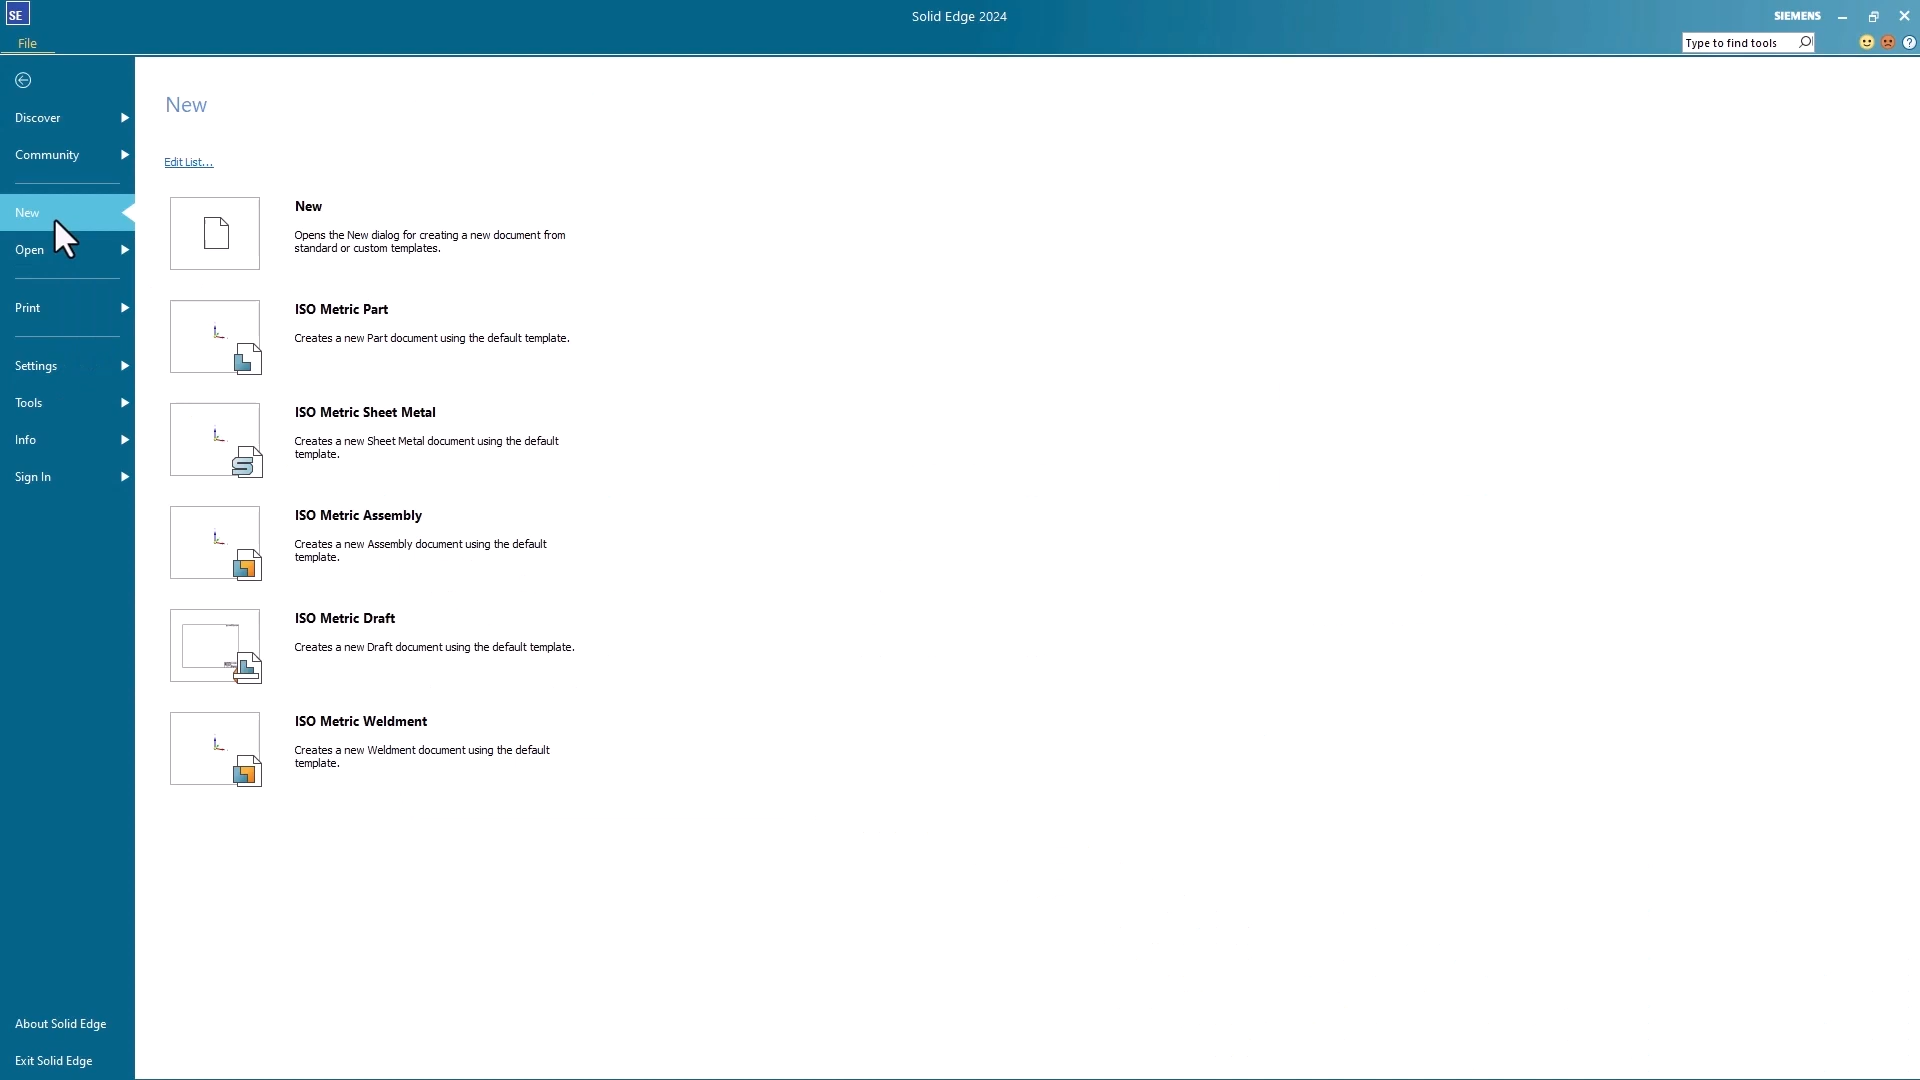 SE
Solid Edge 2024
SIEMENS
File
Type to find tools
Discover
Community
New
Open
Print
Settings
Tools
Info
Sign In
About Solid Edge
Exit Solid Edge
New
Edit List...
New
Opens the New dialog for creating a new document from
standard or custom templates.
ISO Metric Part
Creates a new Part document using the default template.
ISO Metric Sheet Metal
Creates a new Sheet Metal document using the default
template.
ISO Metric Assembly
Creates a new Assembly document using the default
template.
ISO Metric Draft
Creates a new Draft document using the default template.
ISO Metric Weldment
Creates a new Weldment document using the default
template.